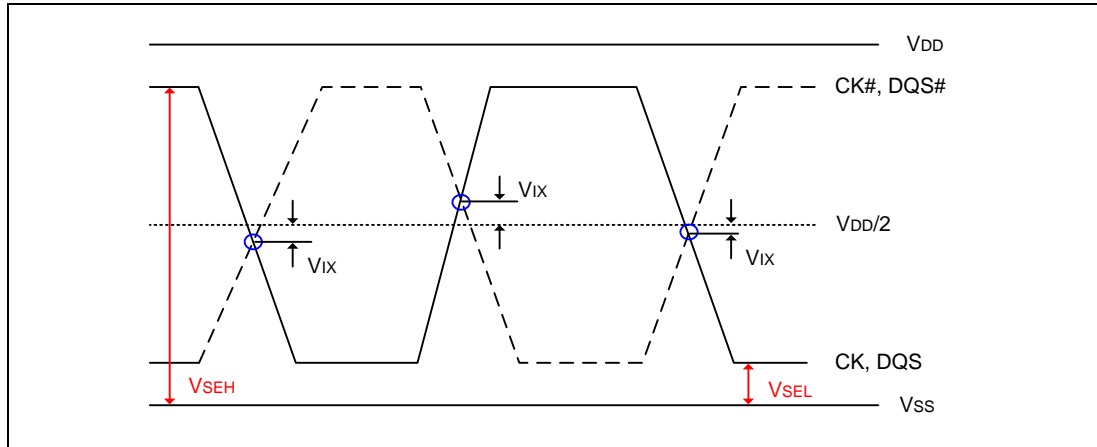 VDD
CK#, DQS#
VIX
VDD/2
VIX
VIX
CK, DQS
VSEH
VSEL
VSS